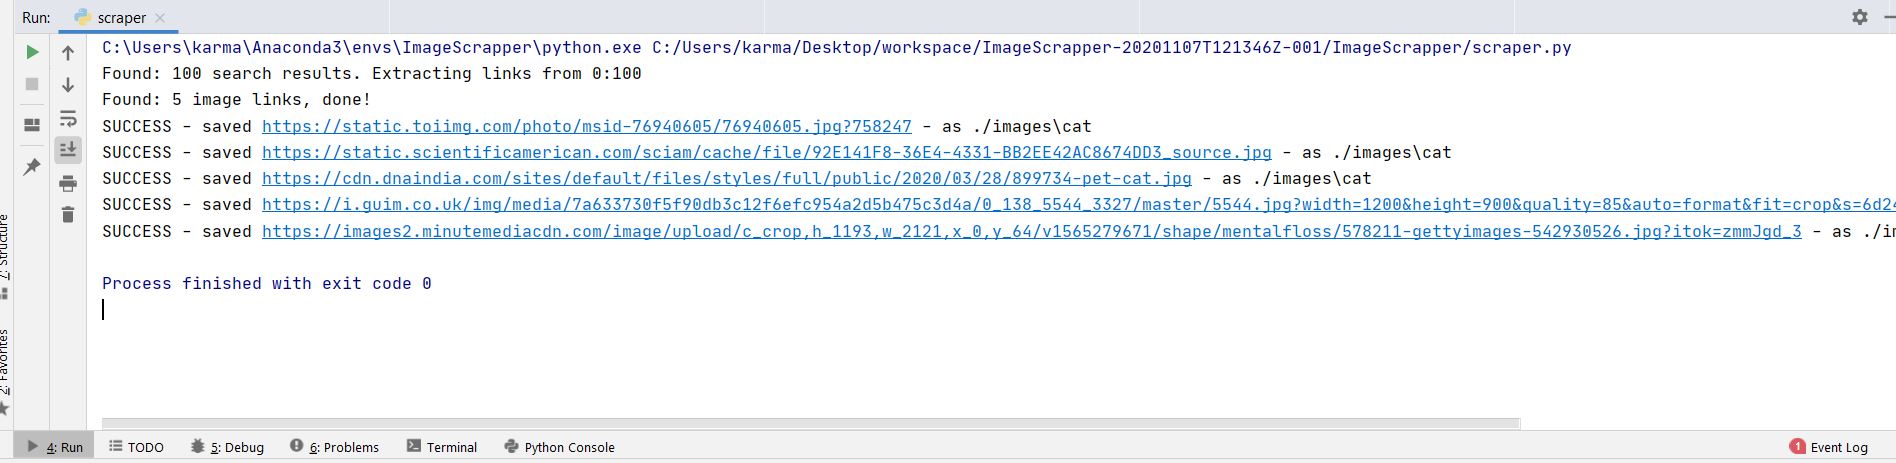 Run: scraper
C:\Users\karma\Anaconda3\envs\ImageScrapper\python.exe C:/Users/karma/Desktop/workspace/ImageScrapper-20201107T121346Z-001/ImageScrapper/scraper.py
Found: 100 search results. Extracting links from 0:100
Found: 5 image links, done!
SUCCESS - saved https://static.toiimg.com/photo/msid-76940605/76940605.jpg?758247 - as ./images\cat
SUCCESS - saved https://static.scientificamerican.com/sciam/cache/file/92E141F8-36E4-4331-BB2EE42AC8674DD3_source.jpg - as ./images\cat
SUCCESS - saved https://cdn.dnaindia.com/sites/default/files/styles/full/public/2020/03/28/899734-pet-cat.jpg - as ./images\cat
SUCCESS - saved https://i.guim.co.uk/img/media/7a633730f5f90db3c12f6efc954a2d5b475c3d4a/0_138_5544_3327/master/5544.jpg?width=1200&height=900&quality=85&auto=format&fit=crop&s=6d24
SUCCESS - saved https://images2.minutemediacdn.com/image/upload/c_crop,h_1193,w_2121,x_0,y_64/v1565279671/shape/mentalfloss/578211-gettyimages-542930526.jpg?itok=zmmJgd_3 - as ./i
Process finished with exit code 0
7: Structure
2: Favorites
4: Run TODO 5: Debug 6: Problems Terminal Python Console 1 Event Log